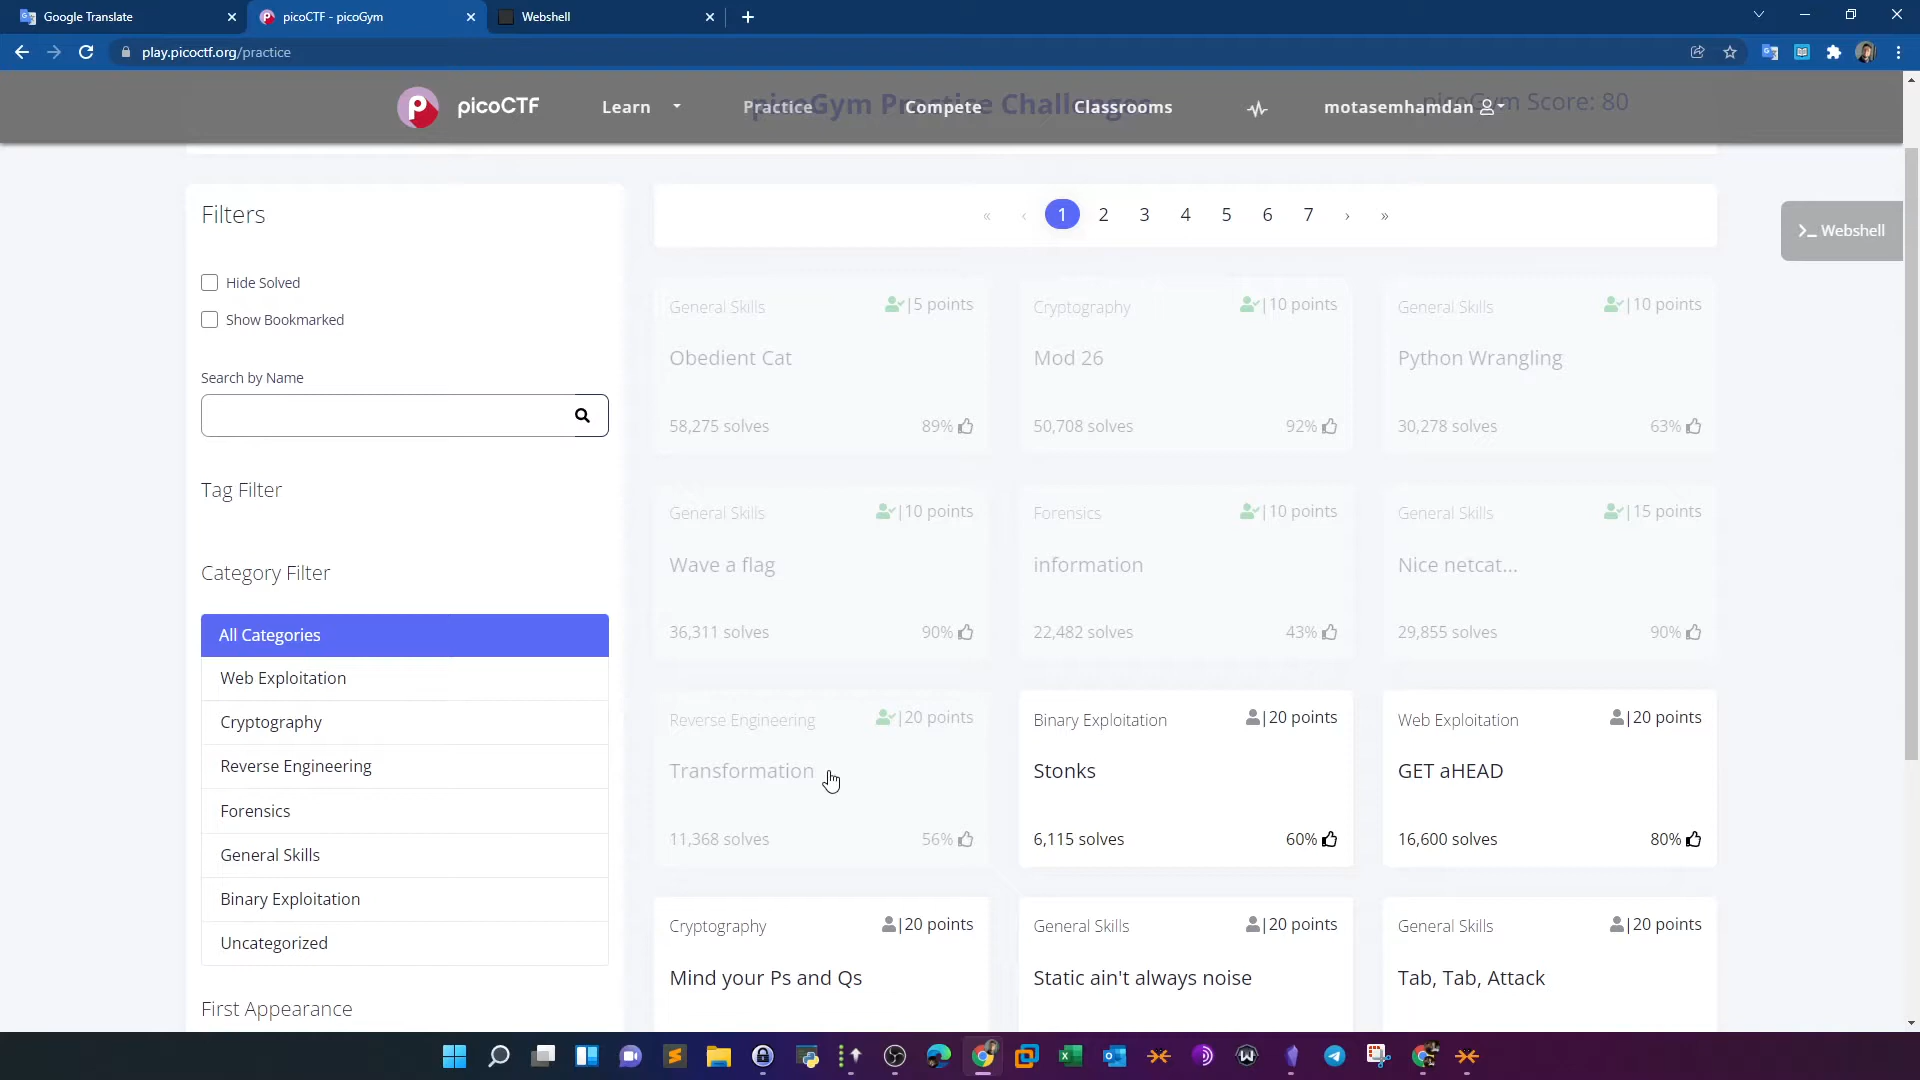 Google Translate
picoCTF - picoGym
Webshell
play.picoctf.org/practice
picoCTF
Learn
Practice
Compete
Classrooms
motasemhamdan
picoGym Practice Challenges
picoGym Score: 80
Filters
Hide Solved
Show Bookmarked
Search by Name
Tag Filter
Category Filter
All Categories
Web Exploitation
Cryptography
Reverse Engineering
Forensics
General Skills
Binary Exploitation
Uncategorized
First Appearance
« ‹ 1 2 3 4 5 6 7 › »
>_ Webshell
General Skills |5 points
Obedient Cat
58,275 solves 89%
Cryptography |10 points
Mod 26
50,708 solves 92%
General Skills |10 points
Python Wrangling
30,278 solves 63%
General Skills |10 points
Wave a flag
36,311 solves 90%
Forensics |10 points
information
22,482 solves 43%
General Skills |15 points
Nice netcat...
29,855 solves 90%
Reverse Engineering |20 points
Transformation
11,368 solves 56%
Binary Exploitation |20 points
Stonks
6,115 solves 60%
Web Exploitation |20 points
GET aHEAD
16,600 solves 80%
Cryptography |20 points
Mind your Ps and Qs
General Skills |20 points
Static ain't always noise
General Skills |20 points
Tab, Tab, Attack